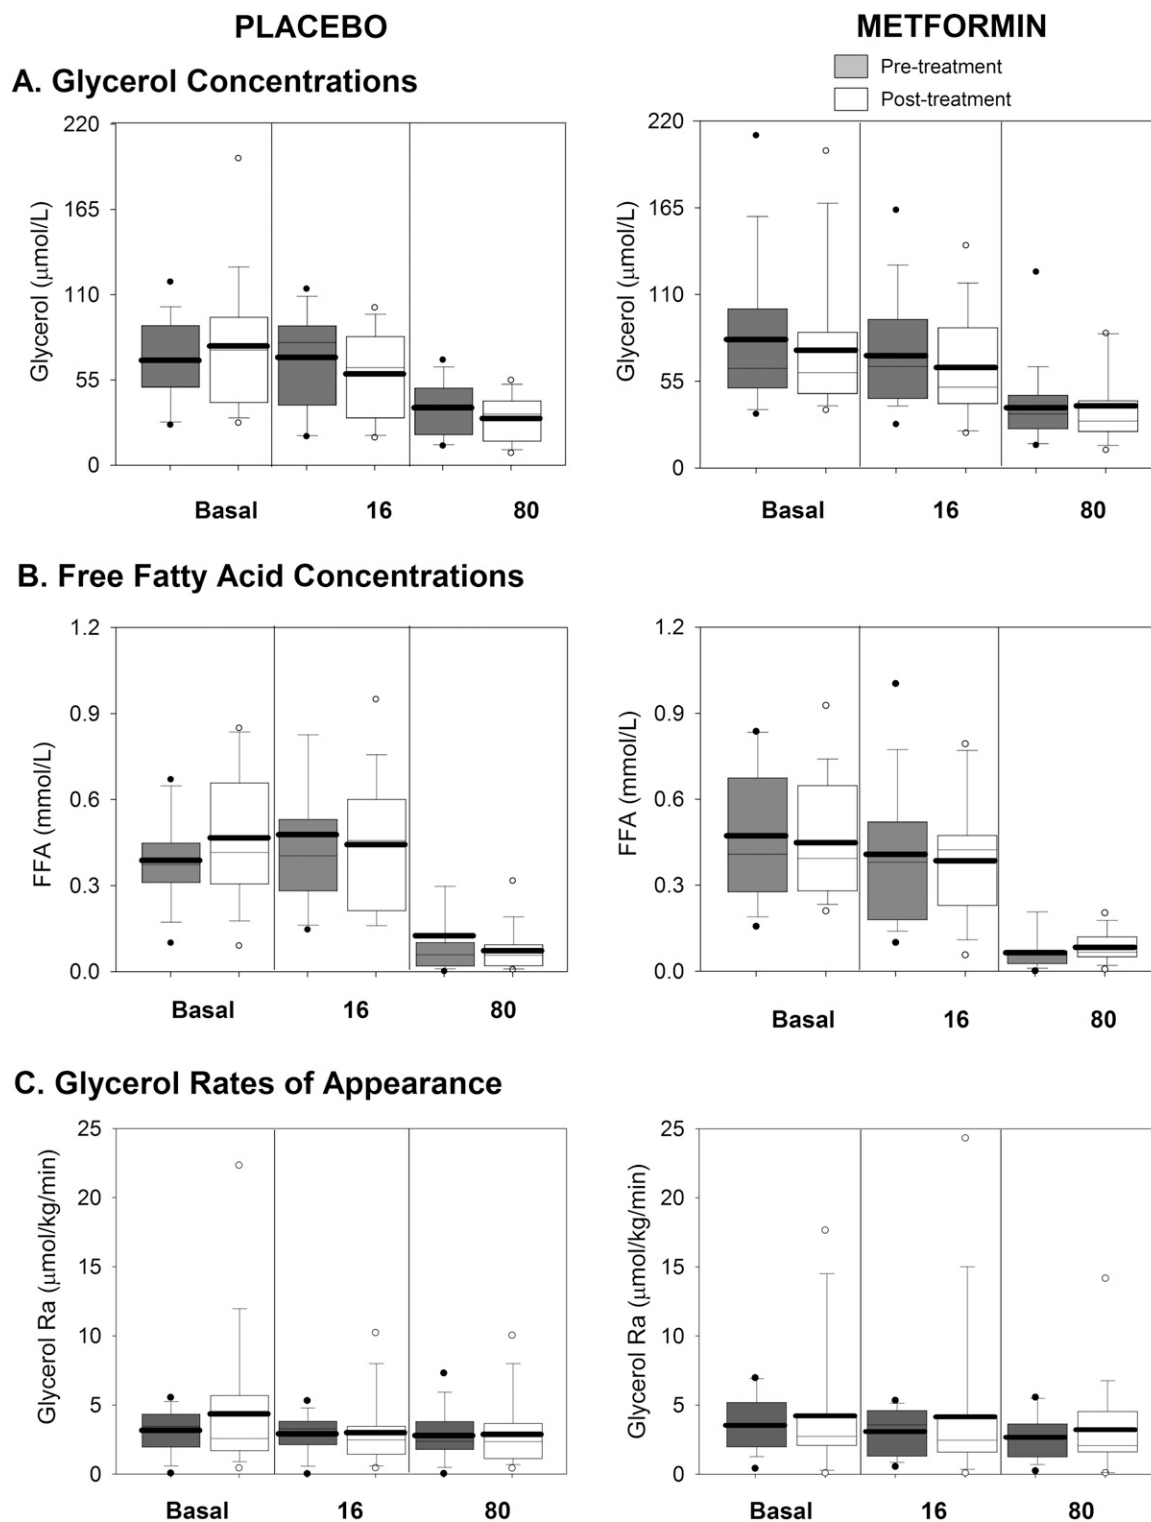 PLACEBO
METFORMIN
Pre-treatment
Post-treatment
A. Glycerol Concentrations
Glycerol (μmol/L)
220
165
110
55
0
Basal 16 80
Glycerol (μmol/L)
220
165
110
55
0
Basal 16 80
B. Free Fatty Acid Concentrations
FFA (mmol/L)
1.2
0.9
0.6
0.3
0.0
Basal 16 80
FFA (mmol/L)
1.2
0.9
0.6
0.3
0.0
Basal 16 80
C. Glycerol Rates of Appearance
Glycerol Ra (μmol/kg/min)
25
20
15
10
5
0
Basal 16 80
Glycerol Ra (μmol/kg/min)
25
20
15
10
5
0
Basal 16 80